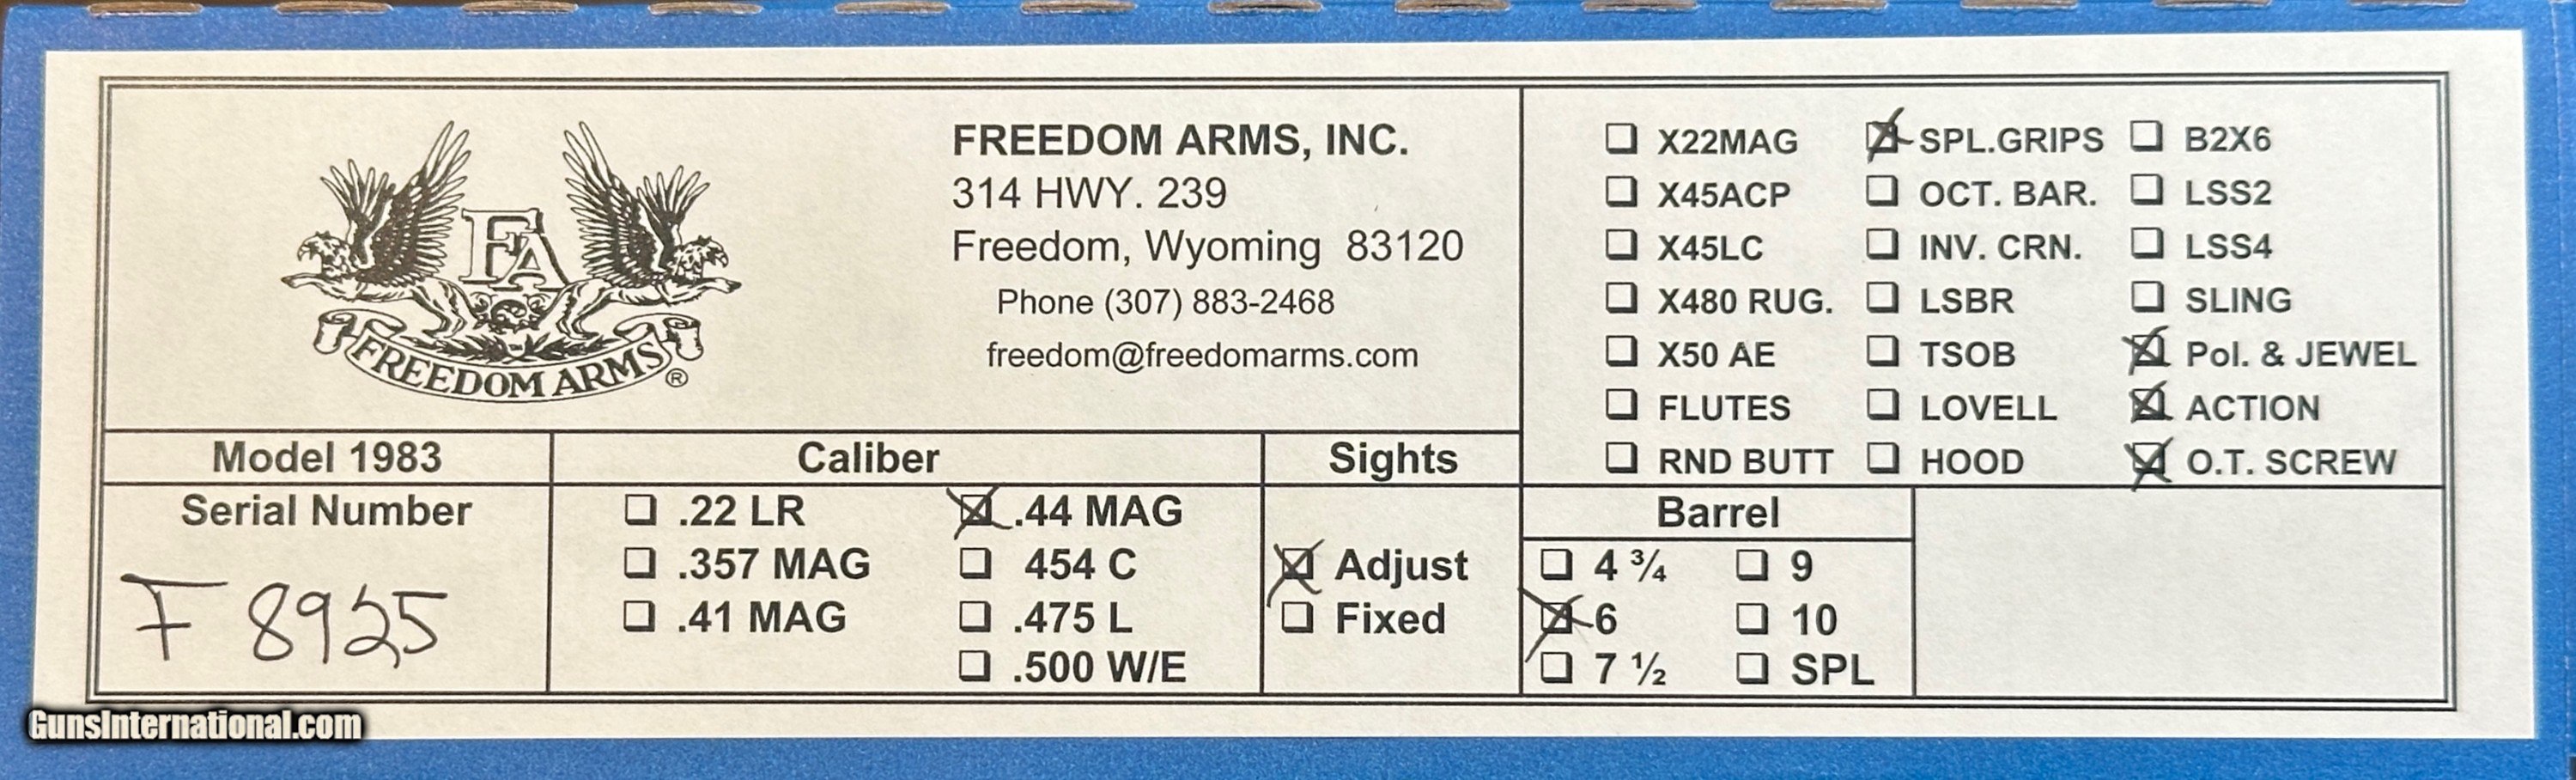 FA
FREEDOM ARMS®
FREEDOM ARMS, INC.
314 HWY. 239
Freedom, Wyoming 83120
Phone (307) 883-2468
freedom@freedomarms.com
☐ X22MAG ☒ SPL.GRIPS ☐ B2X6
☐ X45ACP ☐ OCT. BAR. ☐ LSS2
☐ X45LC ☐ INV. CRN. ☐ LSS4
☐ X480 RUG. ☐ LSBR ☐ SLING
☐ X50 AE ☐ TSOB ☒ Pol. & JEWEL
☐ FLUTES ☐ LOVELL ☒ ACTION
☐ RND BUTT ☐ HOOD ☒ O.T. SCREW
Model 1983
Serial Number
F 8925
Caliber
☐ .22 LR ☒ .44 MAG
☐ .357 MAG ☐ 454 C
☐ .41 MAG ☐ .475 L
☐ .500 W/E
Sights
☒ Adjust
☐ Fixed
Barrel
☐ 4 ¾ ☐ 9
☒ 6 ☐ 10
☐ 7 ½ ☐ SPL
GunsInternational.com